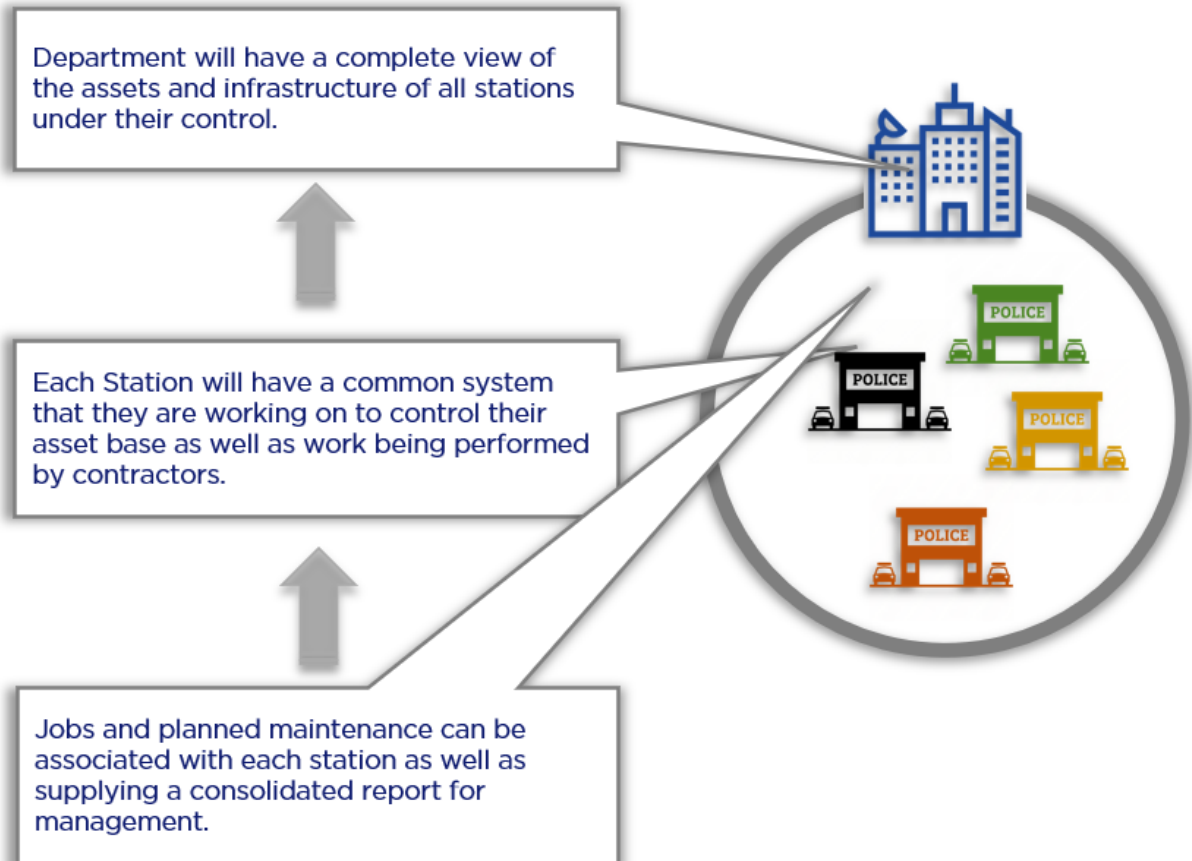 Department will have a complete view of
the assets and infrastructure of all stations
under their control.
POLICE
Each Station will have a common system
that they are working on to control their
asset base as well as work being performed
by contractors.
POLICE
POLICE
POLICE
Jobs and planned maintenance can be
associated with each station as well as
supplying a consolidated report for
management.